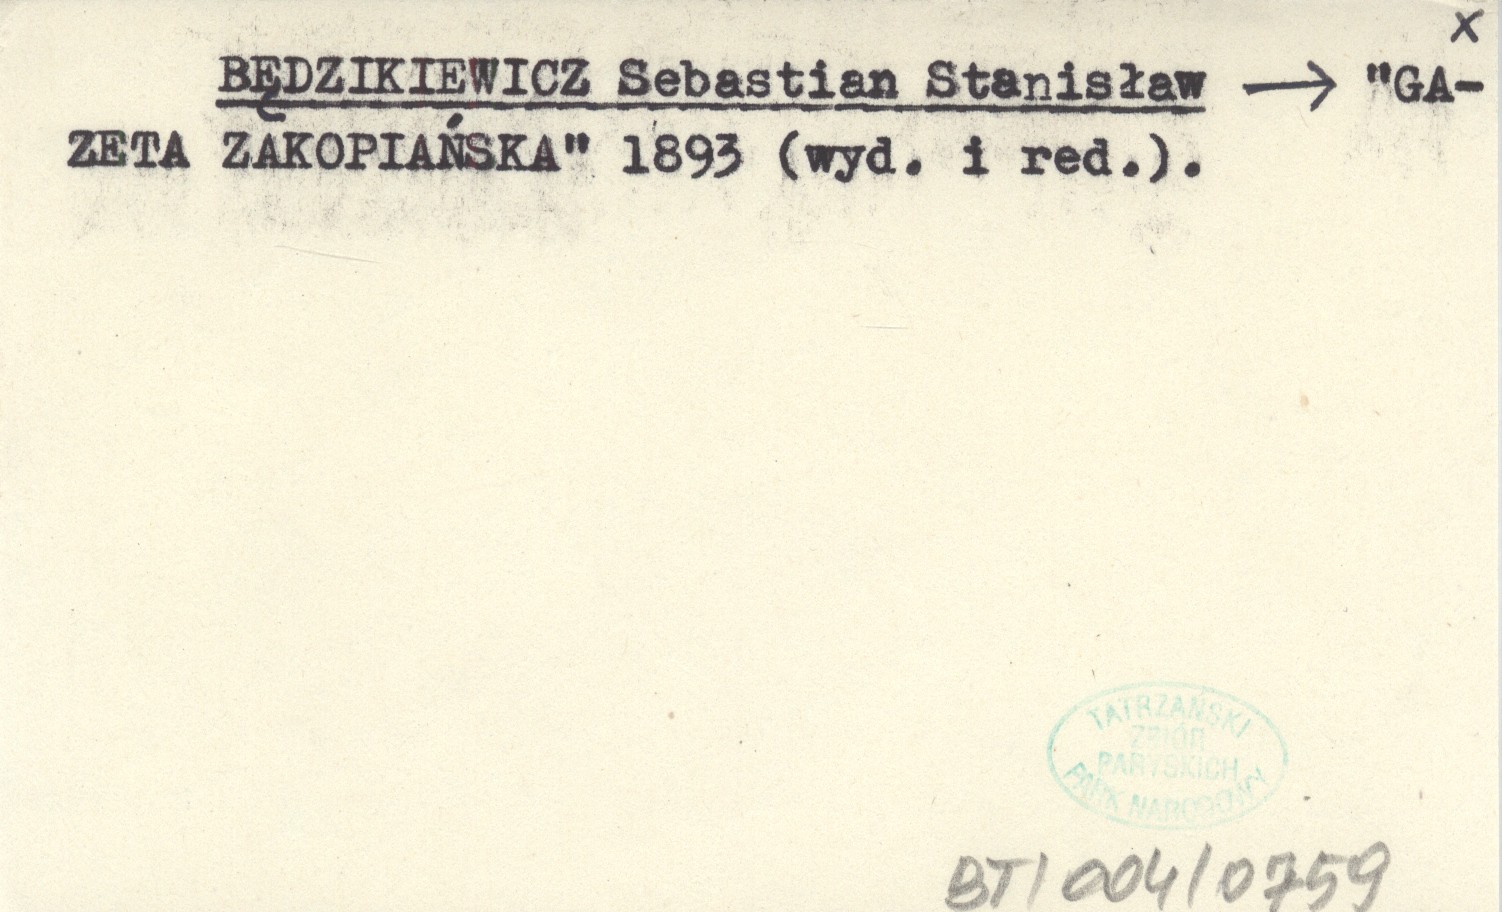 x
BĘDZIKIEWICZ Sebastian Stanisław → "GA-
ZETA ZAKOPIAŃSKA" 1893 (wyd. i red.).
TATRZAŃSKI
ZBIÓR
PARYSKICH
PARK NARODOWY
BT/004/0759